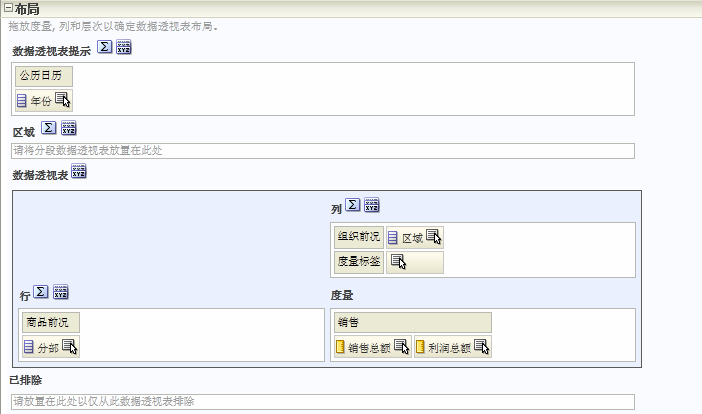 布局
拖放度量, 列和层次以确定数据透视表布局。
数据透视表提示 Σ XYZ
公历日历
年份
区域 Σ XYZ
请将分段数据透视表放置在此处
数据透视表 XYZ
列 Σ XYZ
组织前况 区域
度量标签
行 Σ XYZ
度量
商品前况
分部
销售
销售总额 利润总额
已排除
请放置在此处以仅从此数据透视表排除